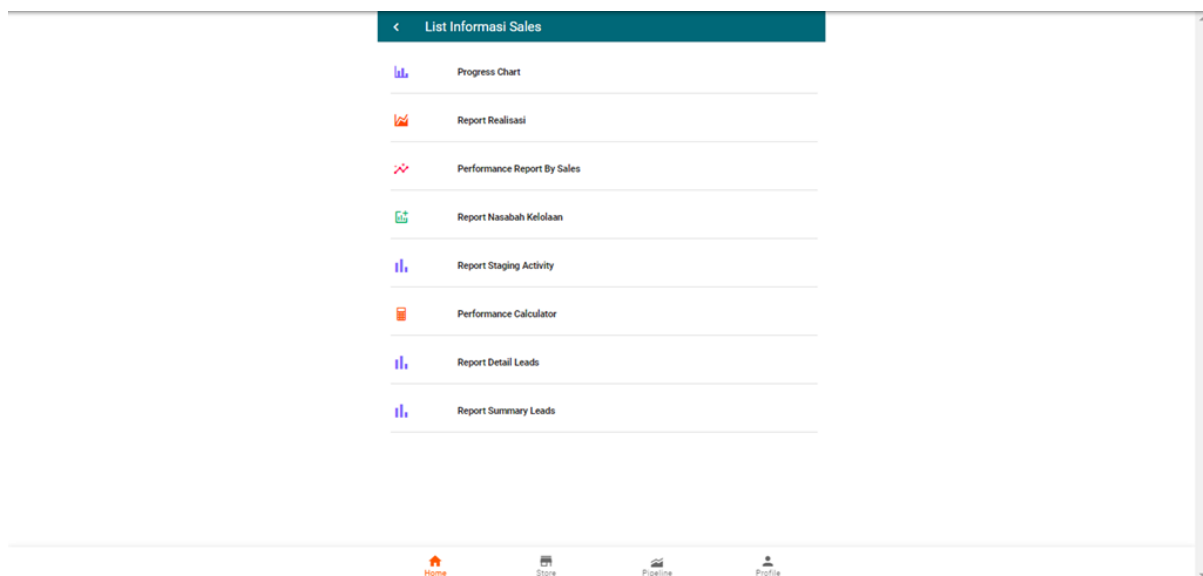 List Informasi Sales
Progress Chart
Report Realisasi
Performance Report By Sales
Report Nasabah Kelolaan
Report Staging Activity
Performance Calculator
Report Detail Leads
Report Summary Leads
Home Store Pipeline Profile